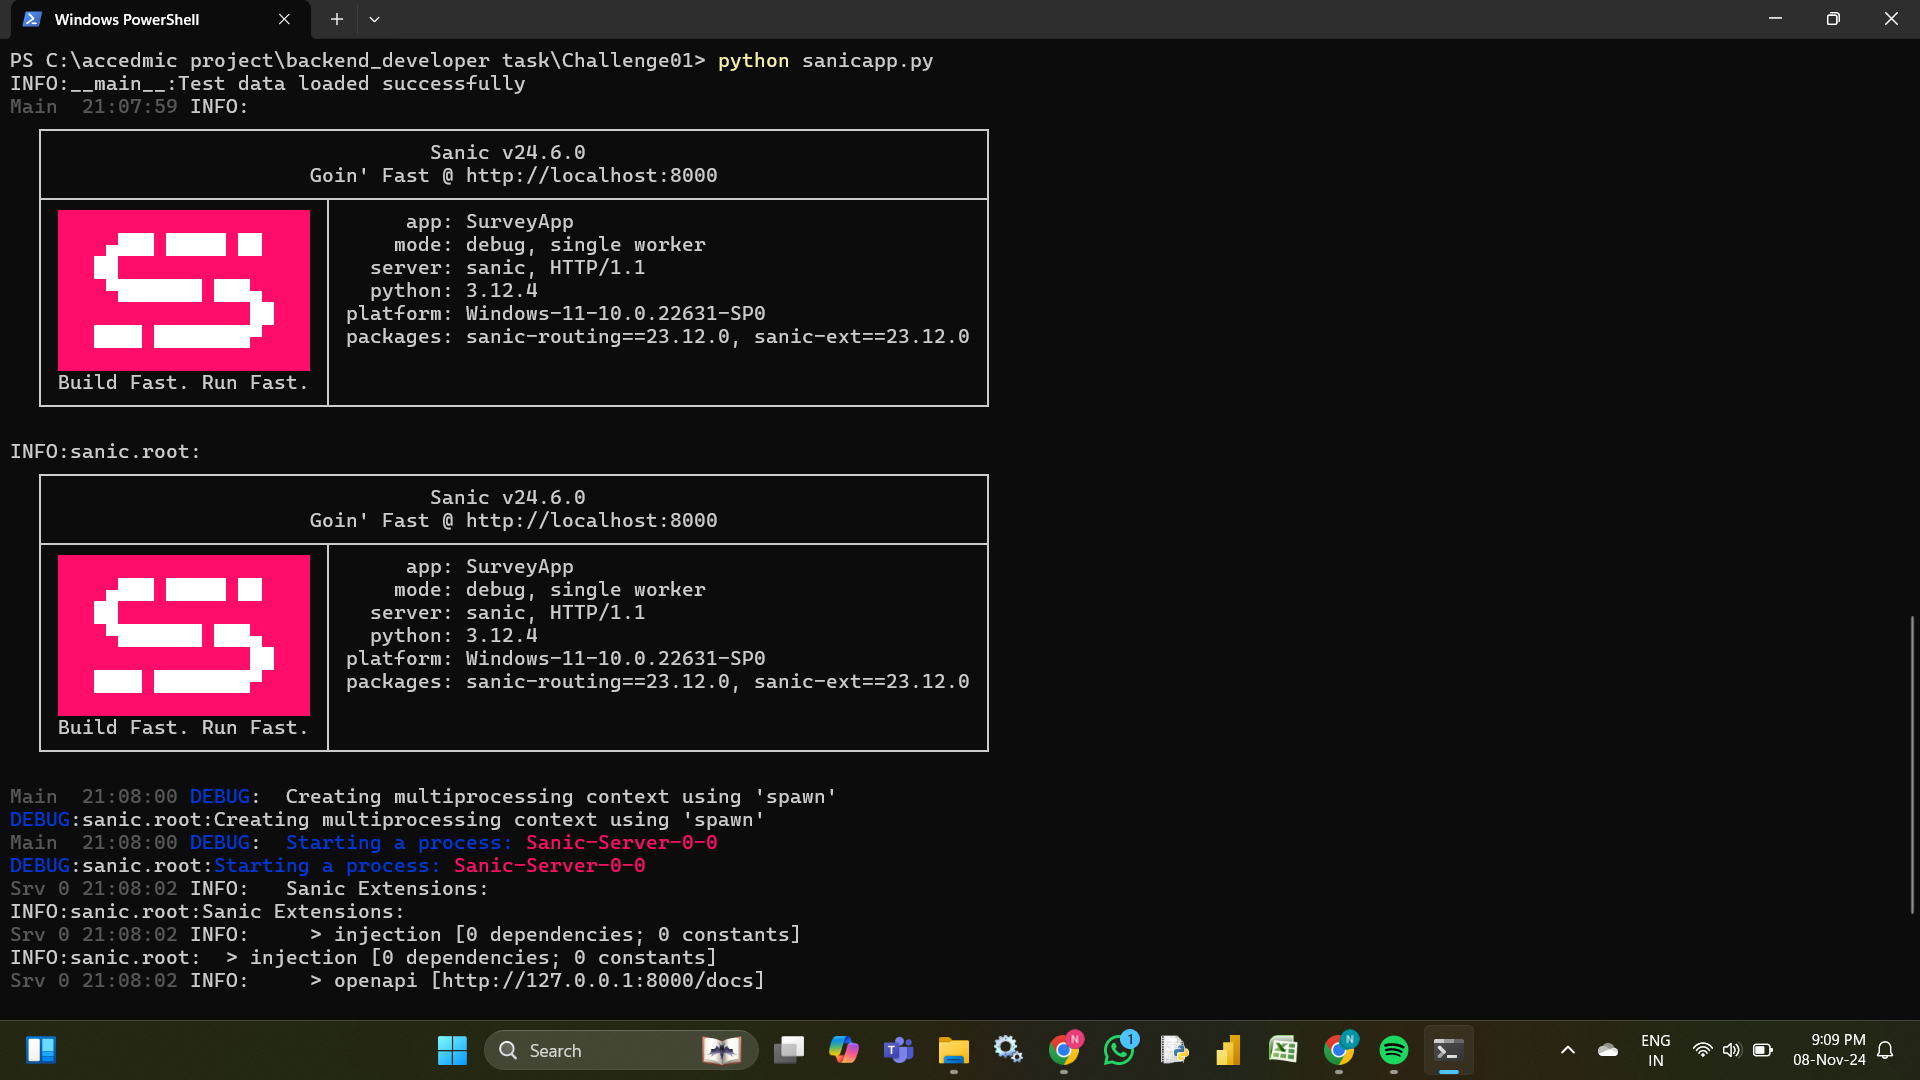 Windows PowerShell
PS C:\accedmic project\backend_developer task\Challenge01> python sanicapp.py
INFO:__main__:Test data loaded successfully
Main  21:07:59 INFO:
Sanic v24.6.0
Goin' Fast @ http://localhost:8000
app: SurveyApp
mode: debug, single worker
server: sanic, HTTP/1.1
python: 3.12.4
platform: Windows-11-10.0.22631-SP0
packages: sanic-routing==23.12.0, sanic-ext==23.12.0
Build Fast. Run Fast.
INFO:sanic.root:
Sanic v24.6.0
Goin' Fast @ http://localhost:8000
app: SurveyApp
mode: debug, single worker
server: sanic, HTTP/1.1
python: 3.12.4
platform: Windows-11-10.0.22631-SP0
packages: sanic-routing==23.12.0, sanic-ext==23.12.0
Build Fast. Run Fast.
Main  21:08:00 DEBUG:  Creating multiprocessing context using 'spawn'
DEBUG:sanic.root:Creating multiprocessing context using 'spawn'
Main  21:08:00 DEBUG:  Starting a process: Sanic-Server-0-0
DEBUG:sanic.root:Starting a process: Sanic-Server-0-0
Srv 0 21:08:02 INFO:   Sanic Extensions:
INFO:sanic.root:Sanic Extensions:
Srv 0 21:08:02 INFO:     > injection [0 dependencies; 0 constants]
INFO:sanic.root:  > injection [0 dependencies; 0 constants]
Srv 0 21:08:02 INFO:     > openapi [http://127.0.0.1:8000/docs]
Search
N
1
N
ENG
IN
9:09 PM
08-Nov-24